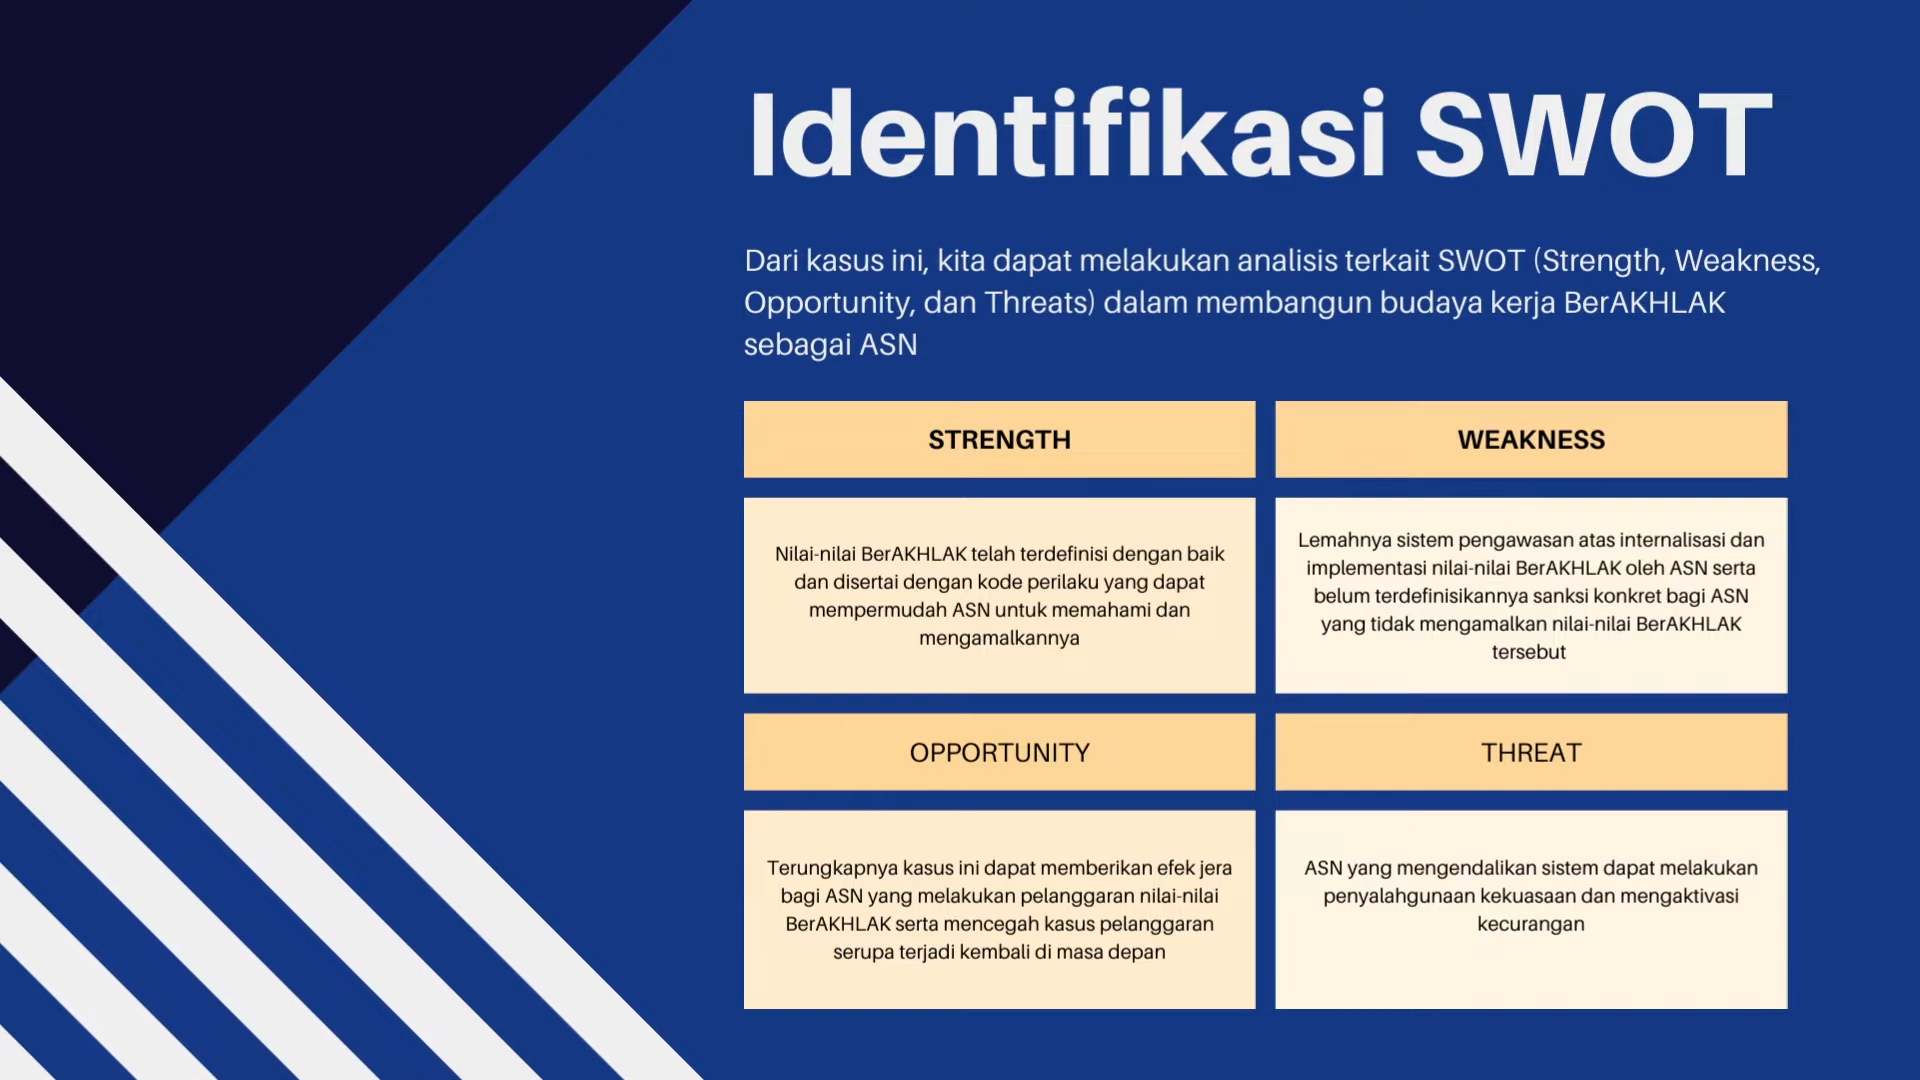 Identifikasi SWOT
Dari kasus ini, kita dapat melakukan analisis terkait SWOT (Strength, Weakness,
Opportunity, dan Threats) dalam membangun budaya kerja BerAKHLAK
sebagai ASN
STRENGTH
Nilai-nilai BerAKHLAK telah terdefinisi dengan baik
dan disertai dengan kode perilaku yang dapat
mempermudah ASN untuk memahami dan
mengamalkannya
WEAKNESS
Lemahnya sistem pengawasan atas internalisasi dan
implementasi nilai-nilai BerAKHLAK oleh ASN serta
belum terdefinisikannya sanksi konkret bagi ASN
yang tidak mengamalkan nilai-nilai BerAKHLAK
tersebut
OPPORTUNITY
Terungkapnya kasus ini dapat memberikan efek jera
bagi ASN yang melakukan pelanggaran nilai-nilai
BerAKHLAK serta mencegah kasus pelanggaran
serupa terjadi kembali di masa depan
THREAT
ASN yang mengendalikan sistem dapat melakukan
penyalahgunaan kekuasaan dan mengaktivasi
kecurangan